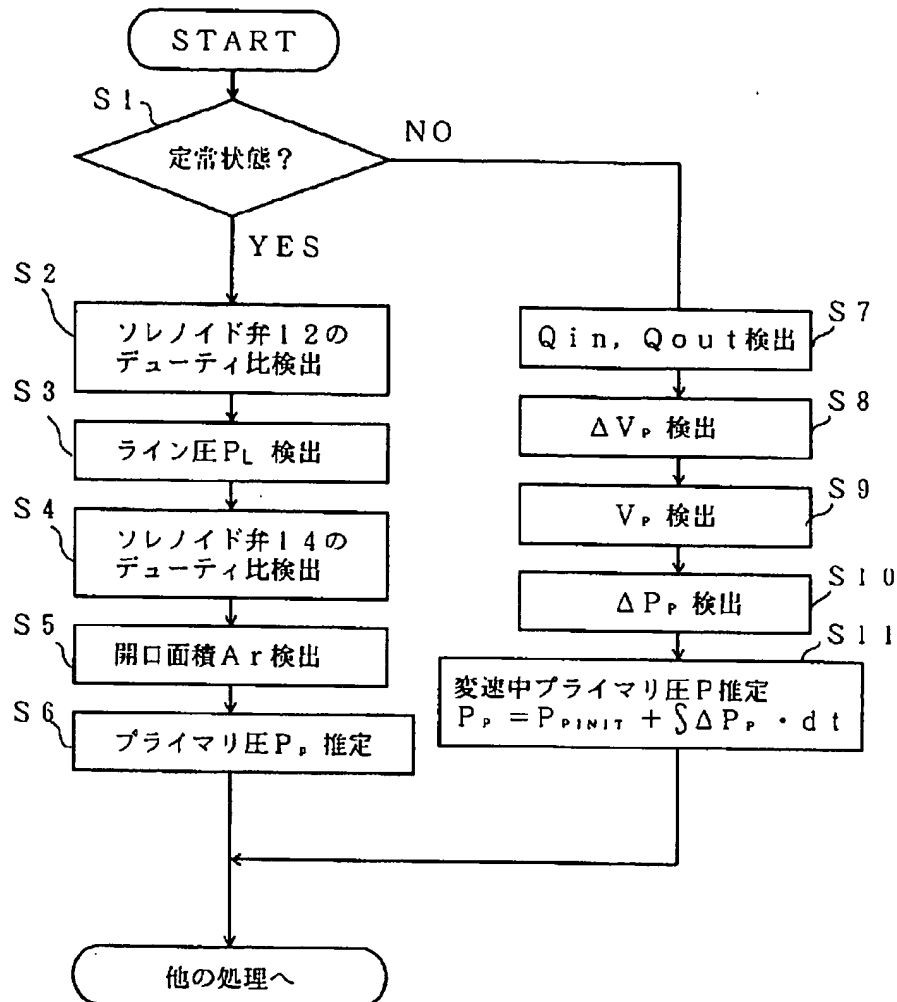 START
S1
定常状態?
NO
YES
S2
ソレノイド弁12の
デューティ比検出
S3
ライン圧PL 検出
S4
ソレノイド弁14の
デューティ比検出
S5
開口面積Ar検出
S6
プライマリ圧Pp 推定
S7
Qin, Qout検出
S8
ΔVP 検出
S9
VP 検出
S10
ΔPP 検出
S11
変速中プライマリ圧P推定
PP = PPINIT + ∫ΔPP・dt
他の処理へ